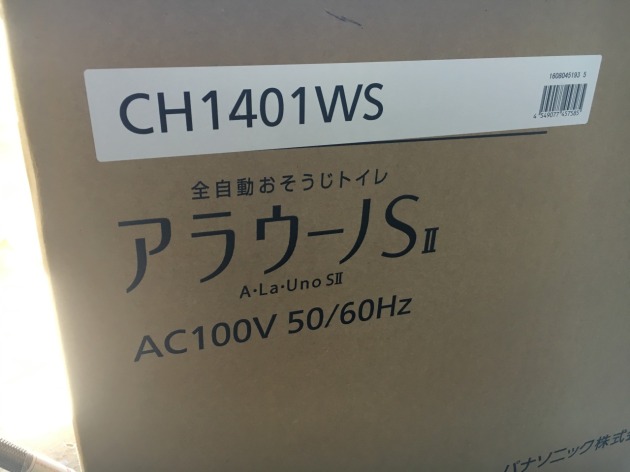 1608045193 5
CH1401WS
4 549077 457585
全自動おそうじトイレ
アラウーノSⅡ
A・La・Uno SⅡ
AC100V 50/60Hz
パナソニック株式